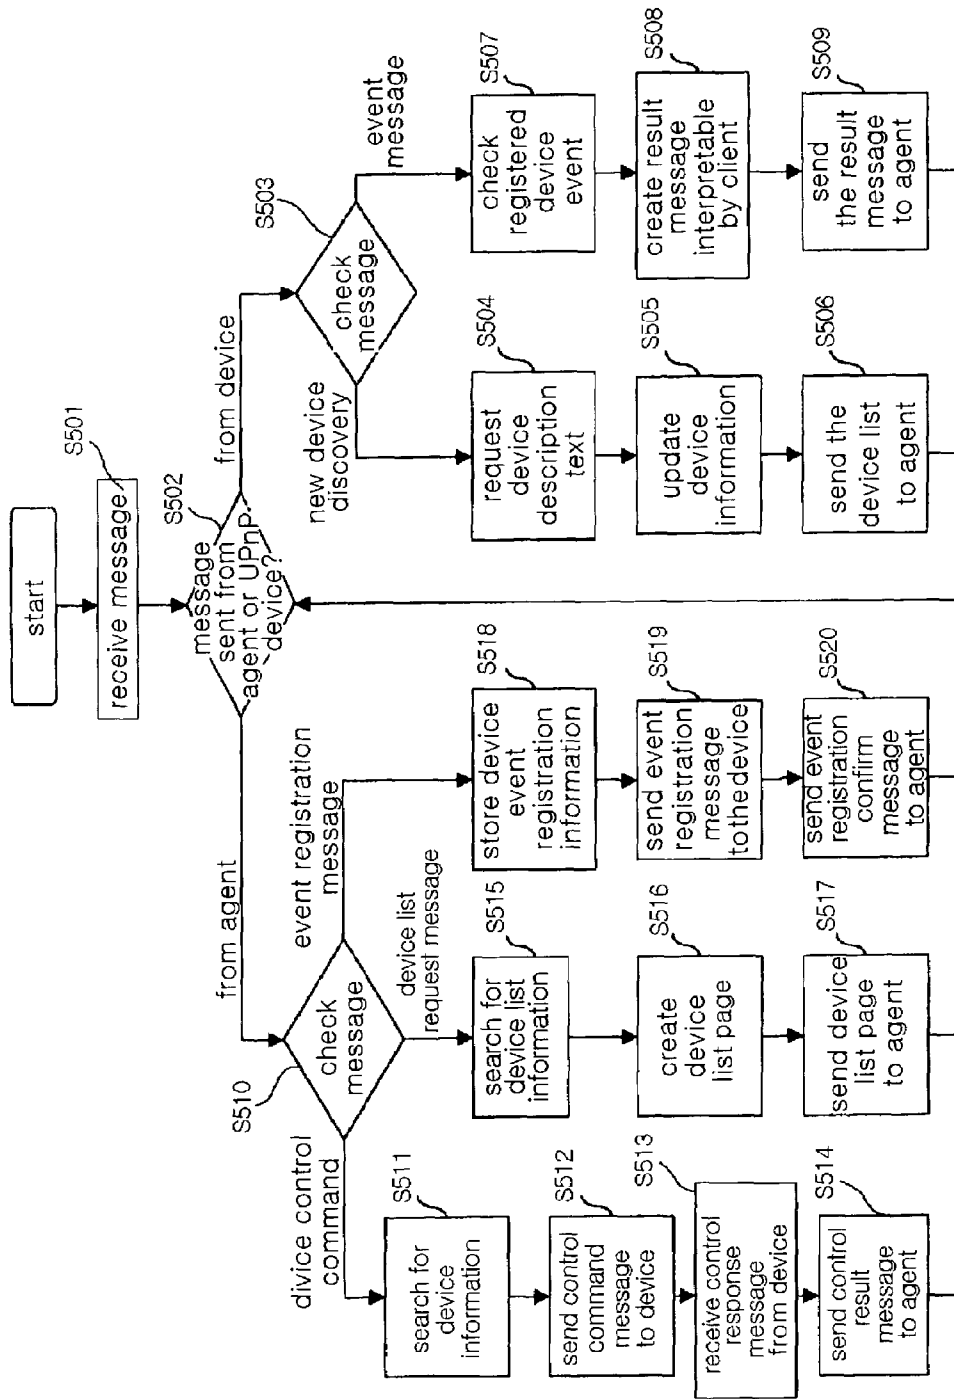 start
receive message
S501
message
sent from
agent or UPnP
device?
S502
from agent
from device
check
message
S510
check
message
S503
divice control
command
device list
request message
event registration
message
new device
discovery
event
message
search for
device
information
S511
send control
command
message
to device
S512
receive control
response
message
from device
S513
send control
result
message
to agent
S514
search for
device list
information
S515
create
device
list page
S516
send device
list page
to agent
S517
store device
event
registration
information
S518
send event
registration
message
tothedevice
S519
send event
registration
confirm
message
to agent
S520
request
device
description
text
S504
update
device
information
S505
send the
device list
to agent
S506
check
registered
device
event
S507
create result
message
interpretable
by client
S508
send
the result
message
to agent
S509